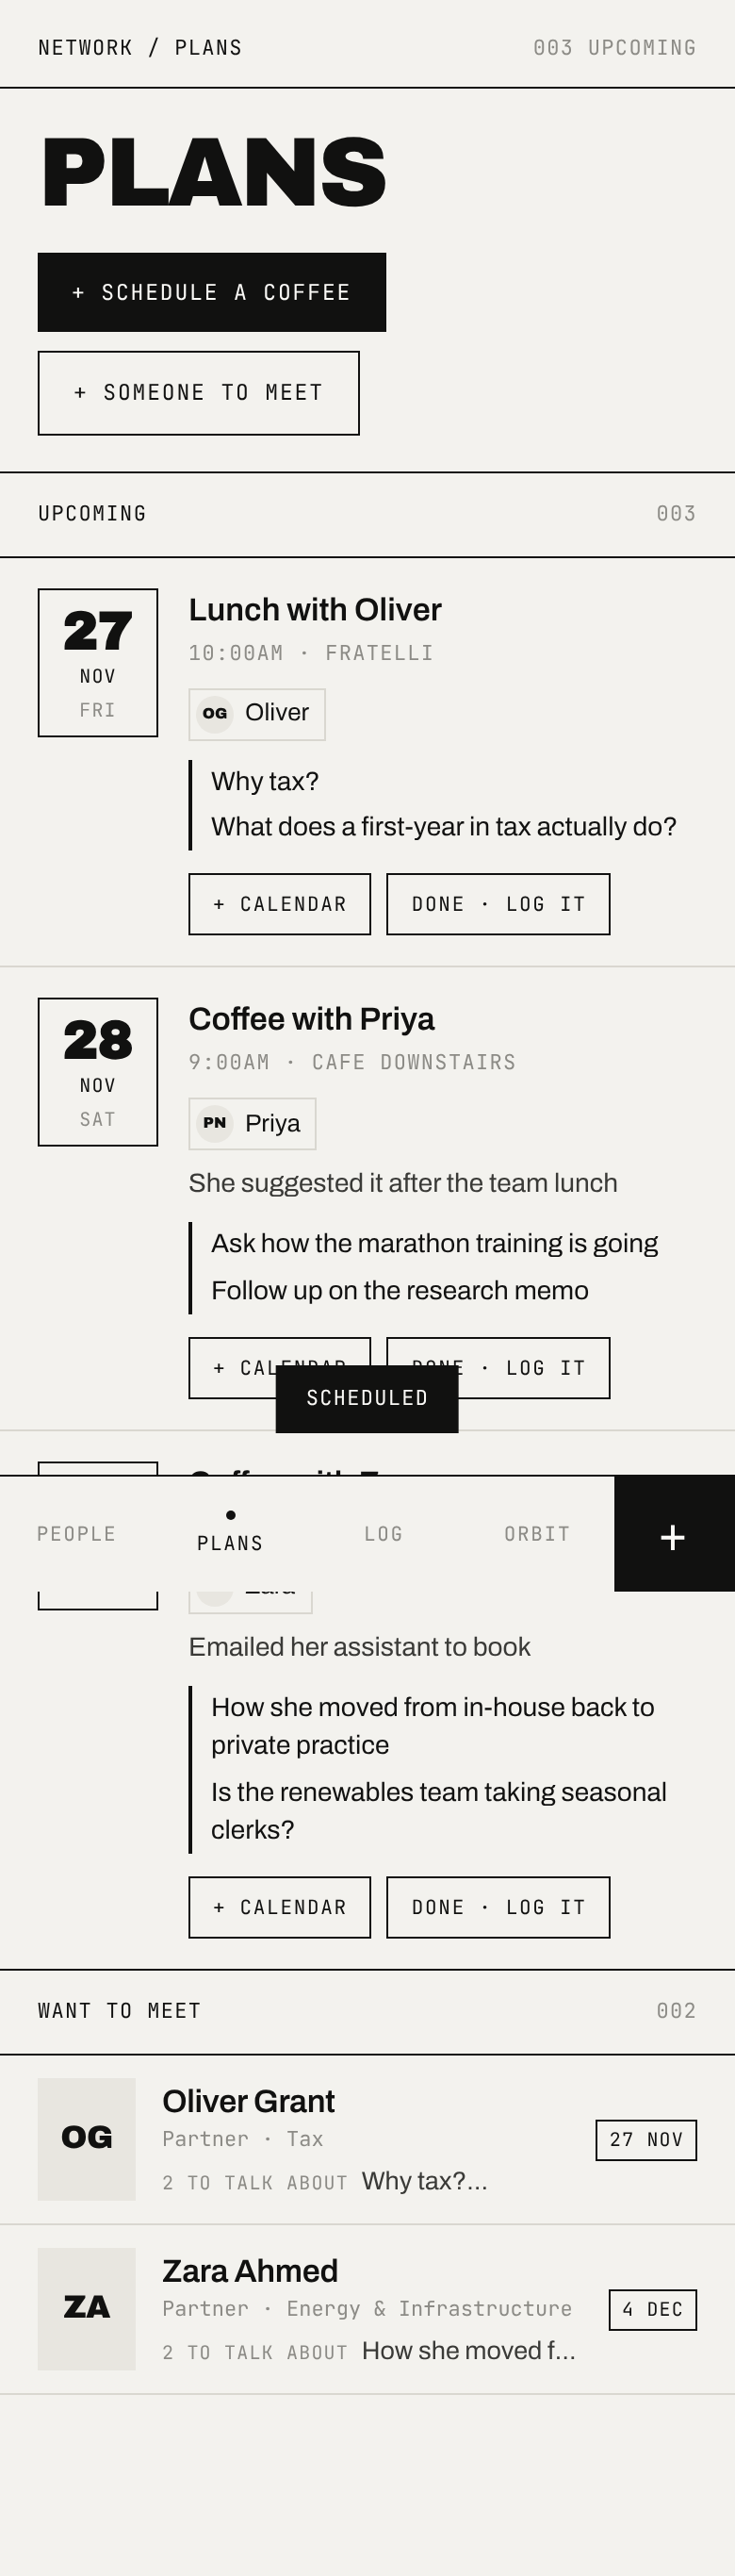 NETWORK / PLANS
003 UPCOMING
PLANS
+ SCHEDULE A COFFEE
+ SOMEONE TO MEET
UPCOMING
003
27
NOV
FRI
Lunch with Oliver
10:00AM · FRATELLI
OG Oliver
Why tax?
What does a first-year in tax actually do?
+ CALENDAR
DONE · LOG IT
28
NOV
SAT
Coffee with Priya
9:00AM · CAFE DOWNSTAIRS
PN Priya
She suggested it after the team lunch
Ask how the marathon training is going
Follow up on the research memo
+ CALENDAR
DONE · LOG IT
SCHEDULED
PEOPLE
PLANS
LOG
ORBIT
+
Emailed her assistant to book
How she moved from in-house back to
private practice
Is the renewables team taking seasonal
clerks?
+ CALENDAR
DONE · LOG IT
WANT TO MEET
002
OG
Oliver Grant
Partner · Tax
2 TO TALK ABOUT Why tax?...
27 NOV
ZA
Zara Ahmed
Partner · Energy & Infrastructure
2 TO TALK ABOUT How she moved f...
4 DEC